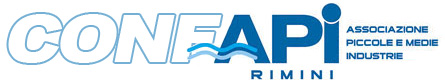 CONFAPi
ASSOCIAZIONE
PICCOLE E MEDIE
INDUSTRIE
RIMINI